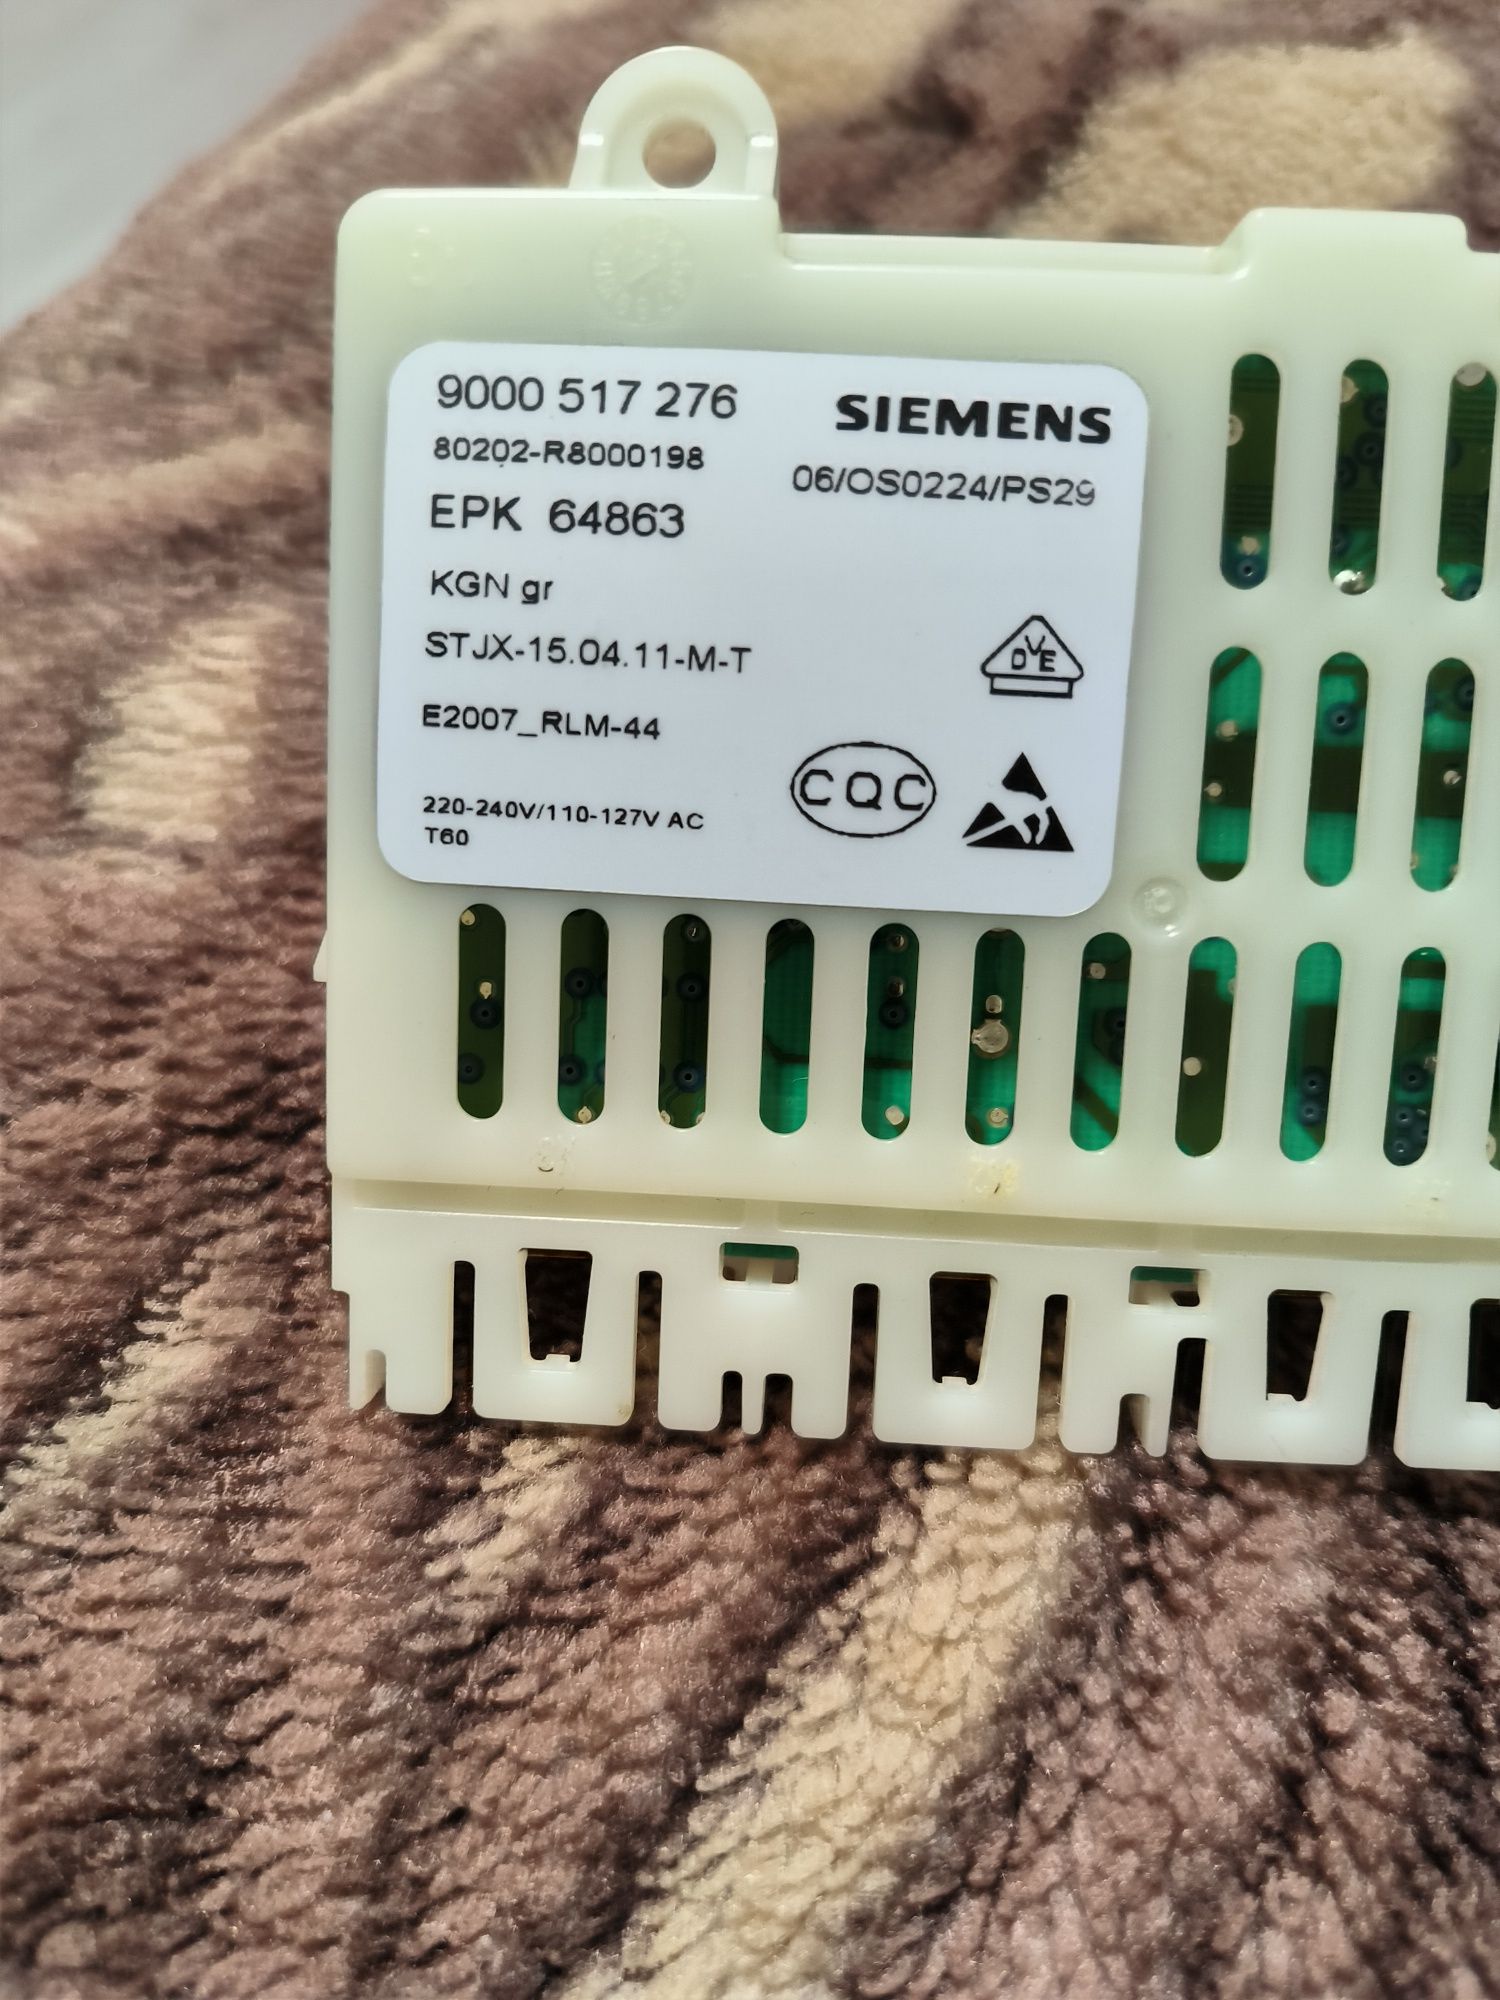 9000 517 276
SIEMENS
80202-R8000198
06/OS0224/PS29
EPK 64863
KGN gr
STJX-15.04.11-M-T
DVE
E2007_RLM-44
CQC
220-240V/110-127V AC
T60